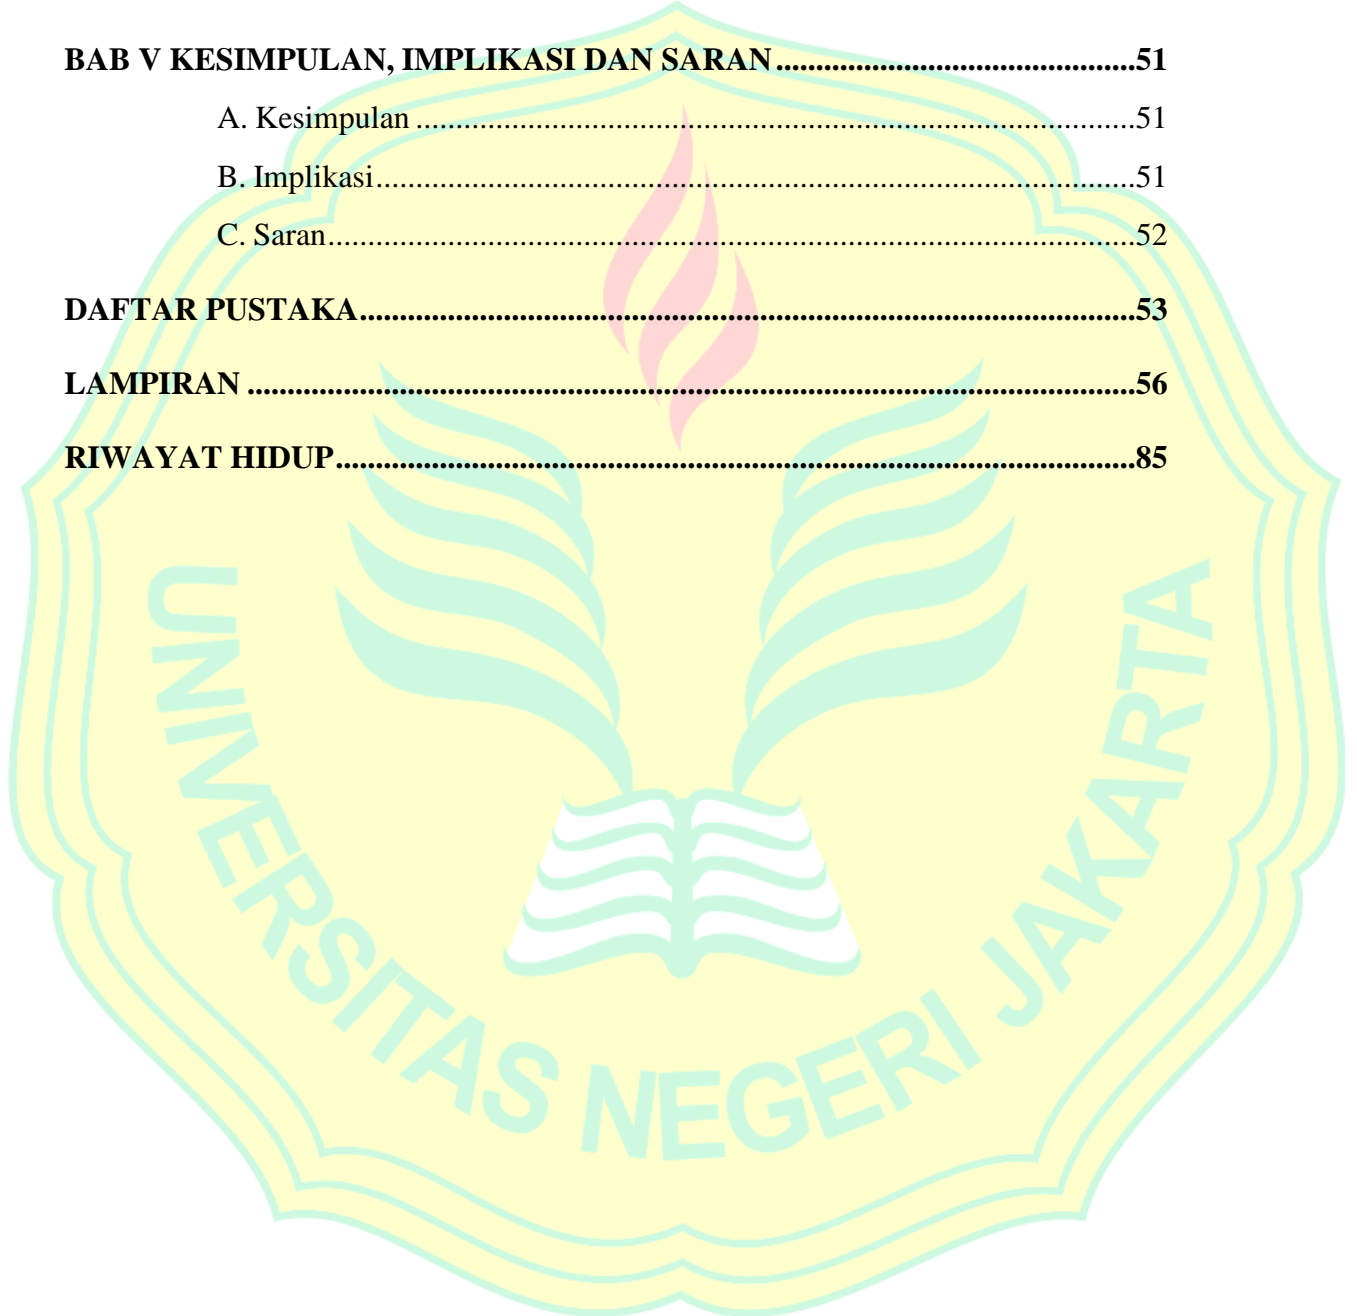 BAB V KESIMPULAN, IMPLIKASI DAN SARAN..............................................51
A. Kesimpulan...........................................................................................51
B. Implikasi................................................................................................51
C. Saran......................................................................................................52
DAFTAR PUSTAKA...................................................................................................53
LAMPIRAN.................................................................................................................56
RIWAYAT HIDUP......................................................................................................85
UNIVERSITAS NEGERI JAKARTA